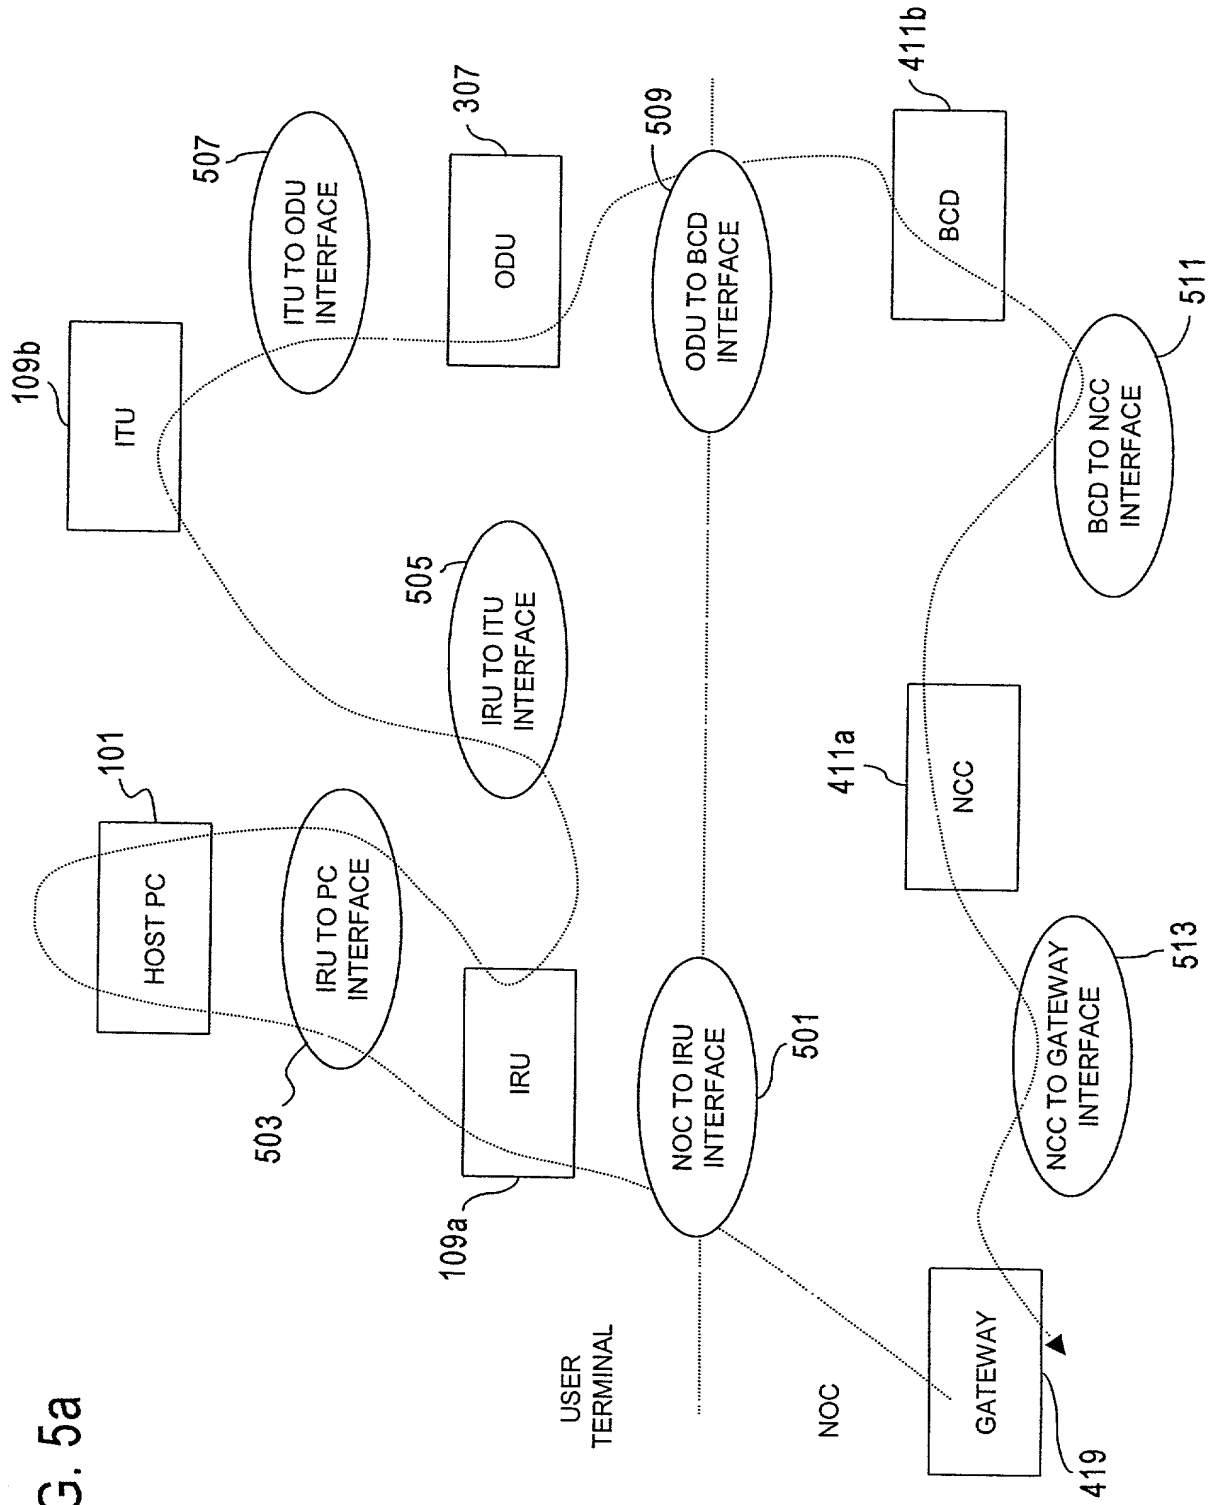 G. 5a
109b
101
HOST PC
ITU
507
503
IRU TO PC
INTERFACE
ITU TO ODU
INTERFACE
505
109a
307
IRU
IRU TO ITU
INTERFACE
ODU
USER
TERMINAL
509
NOC TO IRU
INTERFACE
ODU TO BCD
INTERFACE
501
NOC
411a
411b
GATEWAY
NCC
BCD
419
NCC TO GATEWAY
INTERFACE
BCD TO NCC
INTERFACE
513
511